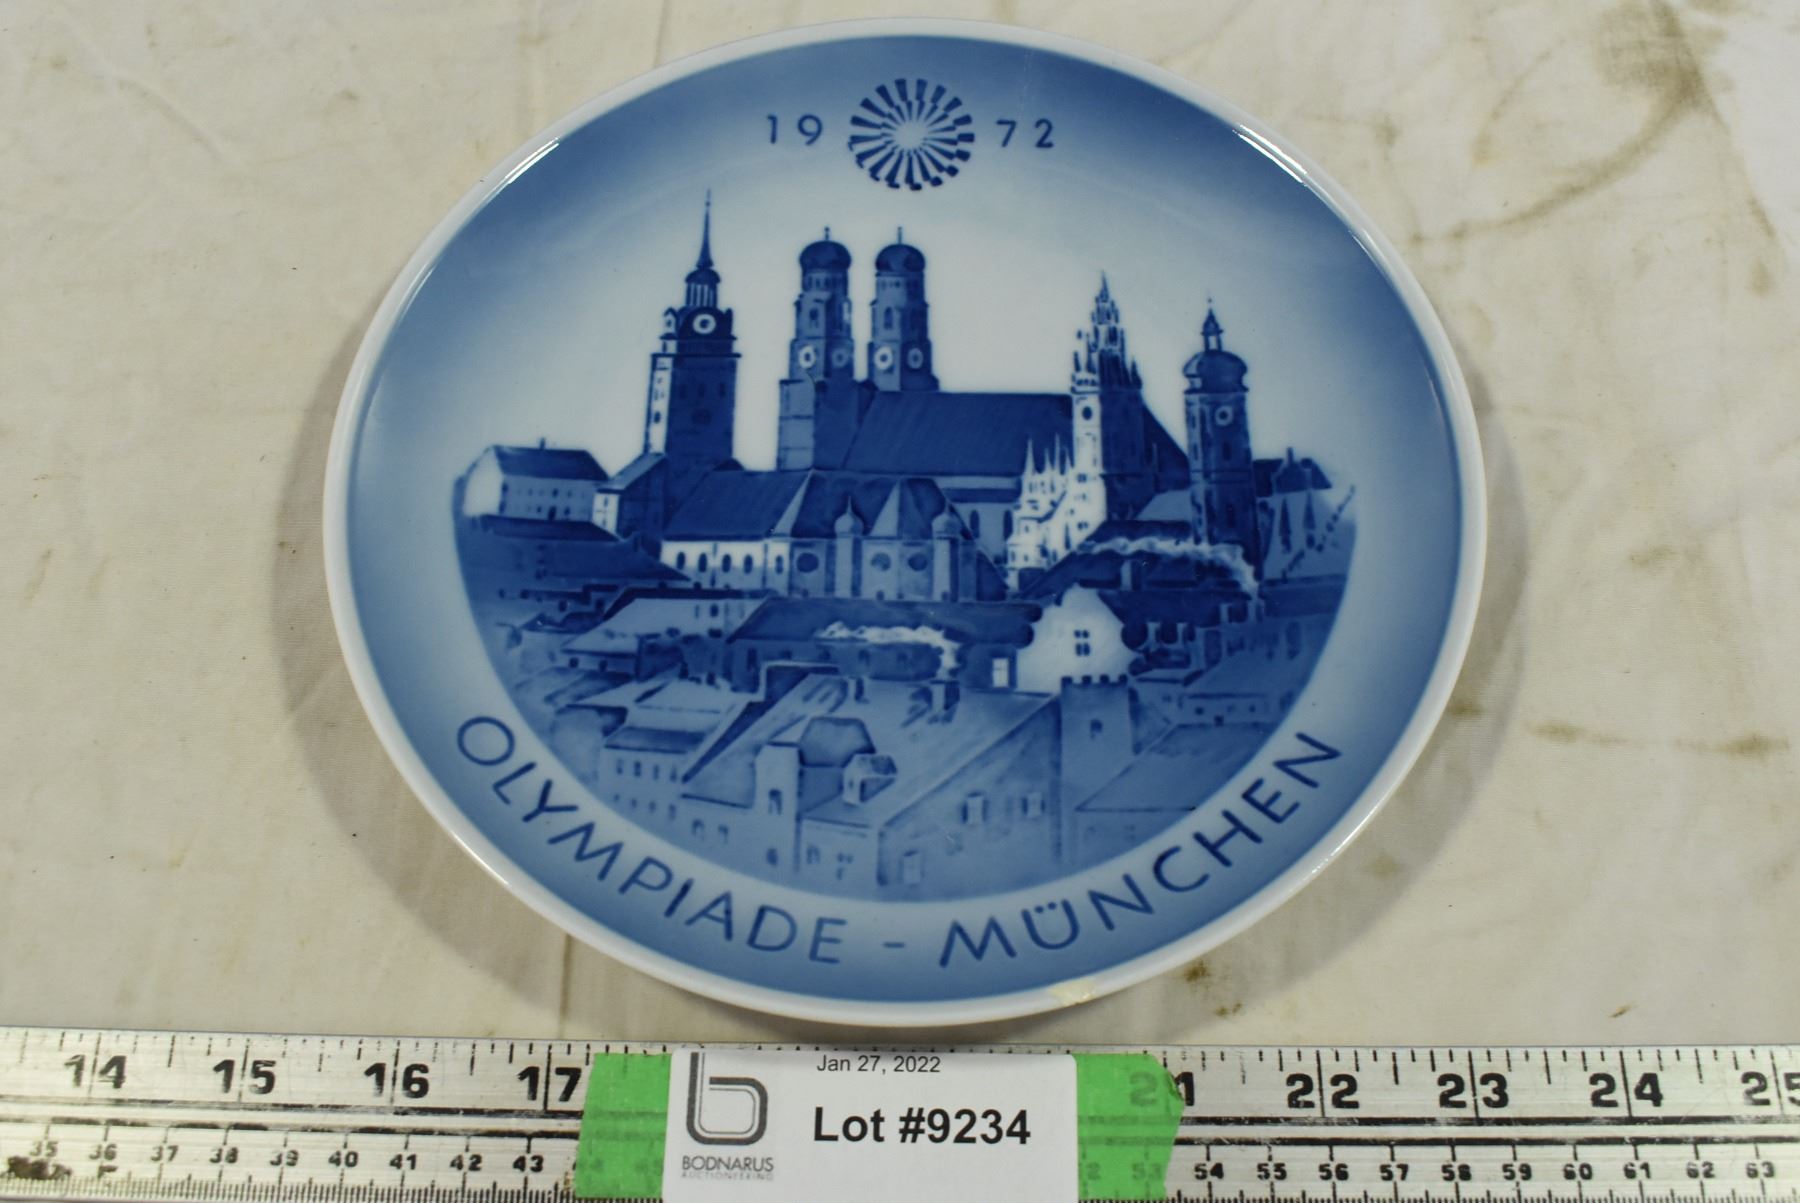 19 72
OLYMPIADE - MÜNCHEN
14 15 16 17 21 22 23 24 25
35 36 37 38 39 40 41 42 43 53 54 55 56 57 58 59 60 61 62 63
Jan 27, 2022
Lot #9234
BODNARUS
AUCTIONEERING